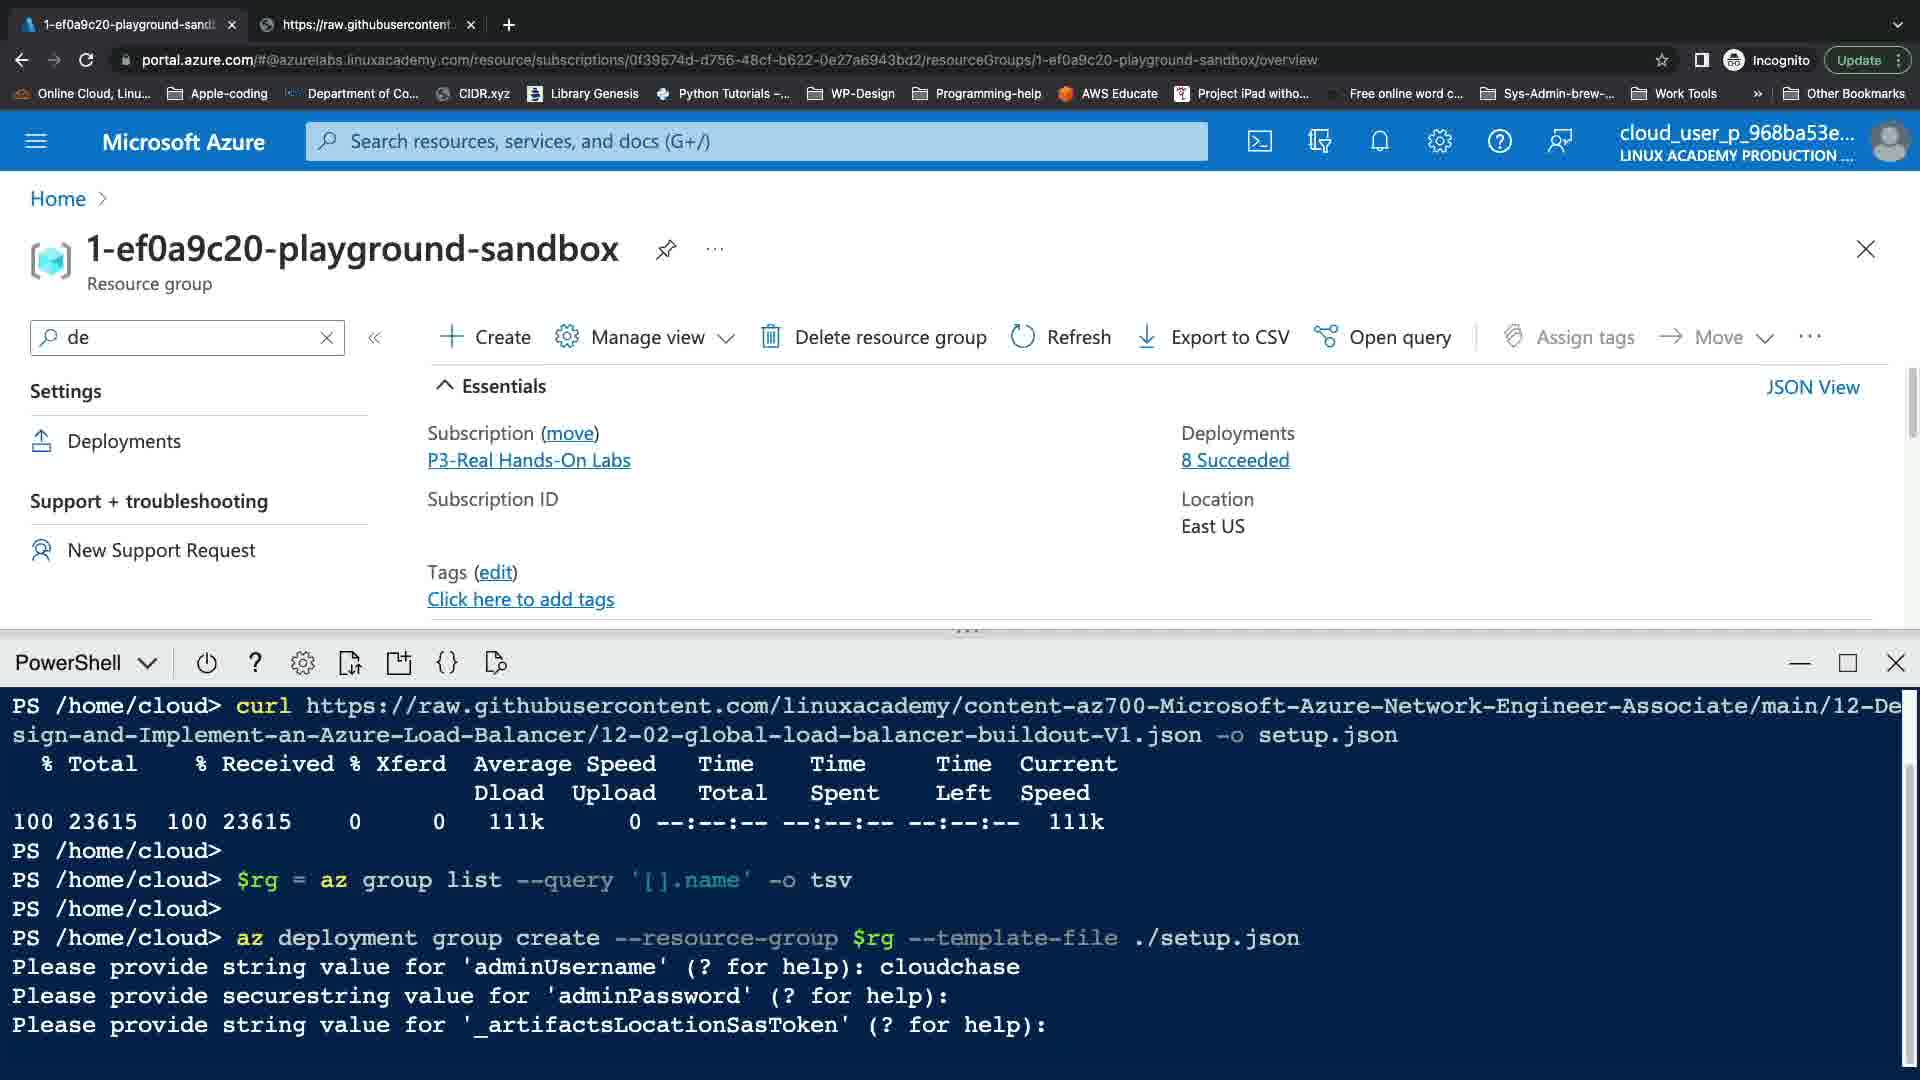 1-ef0a9c20-playground-sandb
https://raw.githubusercontent.
portal.azure.com/#@azurelabs.linuxacademy.com/resource/subscriptions/0f39574d-d756-48cf-b622-0e27a6943bd2/resourceGroups/1-ef0a9c20-playground-sandbox/overview
Incognito
Update
Online Cloud, Linu...
Apple-coding
Department of Co...
CIDR.xyz
Library Genesis
Python Tutorials –...
WP-Design
Programming-help
AWS Educate
Project iPad witho...
Free online word c...
Sys-Admin-brew-...
Work Tools
»
Other Bookmarks
Microsoft Azure
Search resources, services, and docs (G+/)
cloud_user_p_968ba53e...
LINUX ACADEMY PRODUCTION ...
Home
1-ef0a9c20-playground-sandbox
Resource group
de
Settings
Deployments
Support + troubleshooting
New Support Request
Create
Manage view
Delete resource group
Refresh
Export to CSV
Open query
Assign tags
Move
Essentials
JSON View
Subscription (move)
P3-Real Hands-On Labs
Subscription ID
Deployments
8 Succeeded
Location
East US
Tags (edit)
Click here to add tags
PowerShell
PS /home/cloud> curl https://raw.githubusercontent.com/linuxacademy/content-az700-Microsoft-Azure-Network-Engineer-Associate/main/12-De
sign-and-Implement-an-Azure-Load-Balancer/12-02-global-load-balancer-buildout-V1.json -o setup.json
% Total % Received % Xferd Average Speed Time Time Time Current
Dload Upload Total Spent Left Speed
100 23615 100 23615 0 0 111k 0 --:--:-- --:--:-- --:--:-- 111k
PS /home/cloud>
PS /home/cloud> $rg = az group list --query '[].name' -o tsv
PS /home/cloud>
PS /home/cloud> az deployment group create --resource-group $rg --template-file ./setup.json
Please provide string value for 'adminUsername' (? for help): cloudchase
Please provide securestring value for 'adminPassword' (? for help):
Please provide string value for '_artifactsLocationSasToken' (? for help):